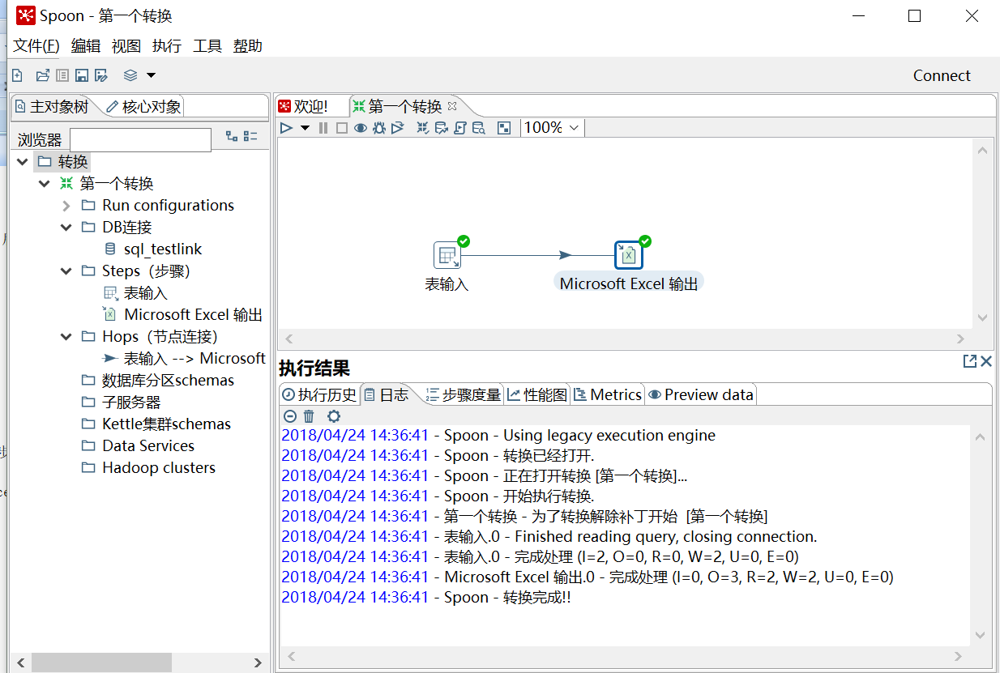 Spoon - 第一个转换
文件(F) 编辑 视图 执行 工具 帮助
Connect
主对象树 核心对象
浏览器
转换
第一个转换
Run configurations
DB连接
sql_testlink
Steps（步骤）
表输入
Microsoft Excel 输出
Hops（节点连接）
表输入 --> Microsoft
数据库分区schemas
子服务器
Kettle集群schemas
Data Services
Hadoop clusters
欢迎! 第一个转换
100%
表输入
Microsoft Excel 输出
执行结果
执行历史 日志 步骤度量 性能图 Metrics Preview data
2018/04/24 14:36:41 - Spoon - Using legacy execution engine
2018/04/24 14:36:41 - Spoon - 转换已经打开.
2018/04/24 14:36:41 - Spoon - 正在打开转换 [第一个转换]...
2018/04/24 14:36:41 - Spoon - 开始执行转换.
2018/04/24 14:36:41 - 第一个转换 - 为了转换解除补丁开始  [第一个转换]
2018/04/24 14:36:41 - 表输入.0 - Finished reading query, closing connection.
2018/04/24 14:36:41 - 表输入.0 - 完成处理 (I=2, O=0, R=0, W=2, U=0, E=0)
2018/04/24 14:36:41 - Microsoft Excel 输出.0 - 完成处理 (I=0, O=3, R=2, W=2, U=0, E=0)
2018/04/24 14:36:41 - Spoon - 转换完成!!